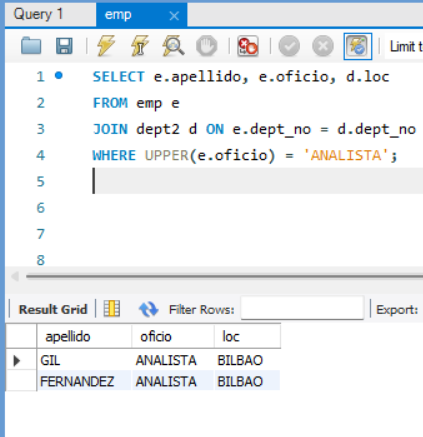 Query 1 emp
Limit t
1 SELECT e.apellido, e.oficio, d.loc
2 FROM emp e
3 JOIN dept2 d ON e.dept_no = d.dept_no
4 WHERE UPPER(e.oficio) = 'ANALISTA';
5
6
7
8
Result Grid Filter Rows: Export:
apellido oficio loc
GIL ANALISTA BILBAO
FERNANDEZ ANALISTA BILBAO